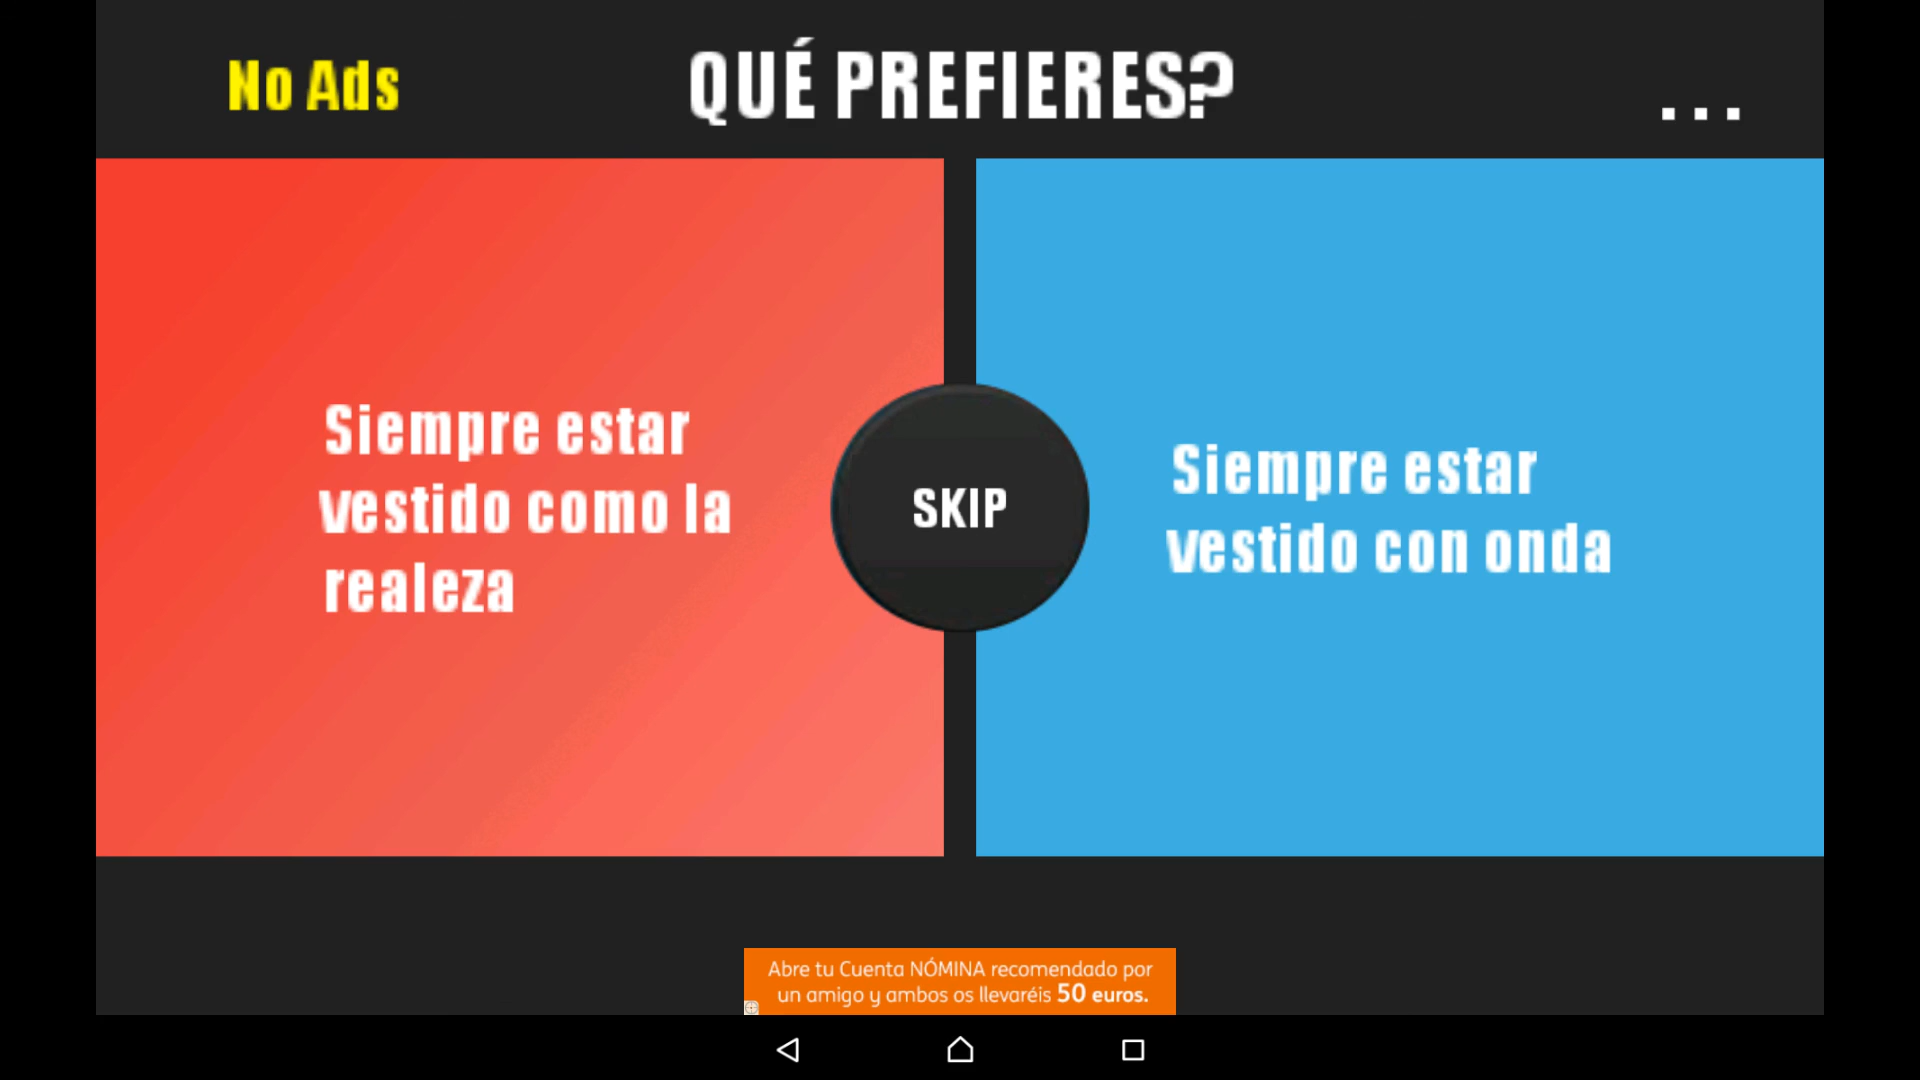 No Ads
QUÉ PREFIERES?
...
Siempre estar
vestido como la
realeza
SKIP
Siempre estar
vestido con onda
Abre tu Cuenta NÓMINA recomendado por
un amigo y ambos os llevaréis 50 euros.